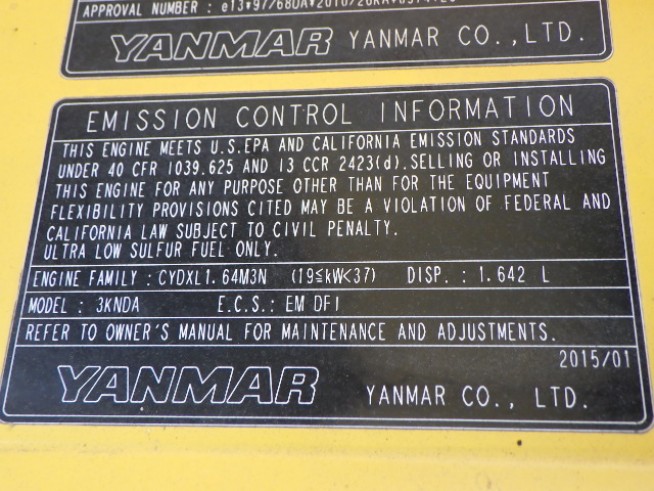 APPROVAL NUMBER :
YANMAR YANMAR CO.,LTD.
EMISSION CONTROL INFORMATION
THIS ENGINE MEETS U.S.EPA AND CALIFORNIA EMISSION STANDARDS
UNDER 40 CFR 1039.625 AND 13 CCR 2423(d).SELLING OR INSTALLING
THIS ENGINE FOR ANY PURPOSE OTHER THAN FOR THE EQUIPMENT
FLEXIBILITY PROVISIONS CITED MAY BE A VIOLATION OF FEDERAL AND
CALIFORNIA LAW SUBJECT TO CIVIL PENALTY.
ULTRA LOW SULFUR FUEL ONLY.
ENGINE FAMILY : CYDXL1.64M3N (19≦kW<37) DISP. : 1.642 L
MODEL : 3KNDA E.C.S.: EM DFI
REFER TO OWNER'S MANUAL FOR MAINTENANCE AND ADJUSTMENTS.
2015/01
YANMAR YANMAR CO., LTD.